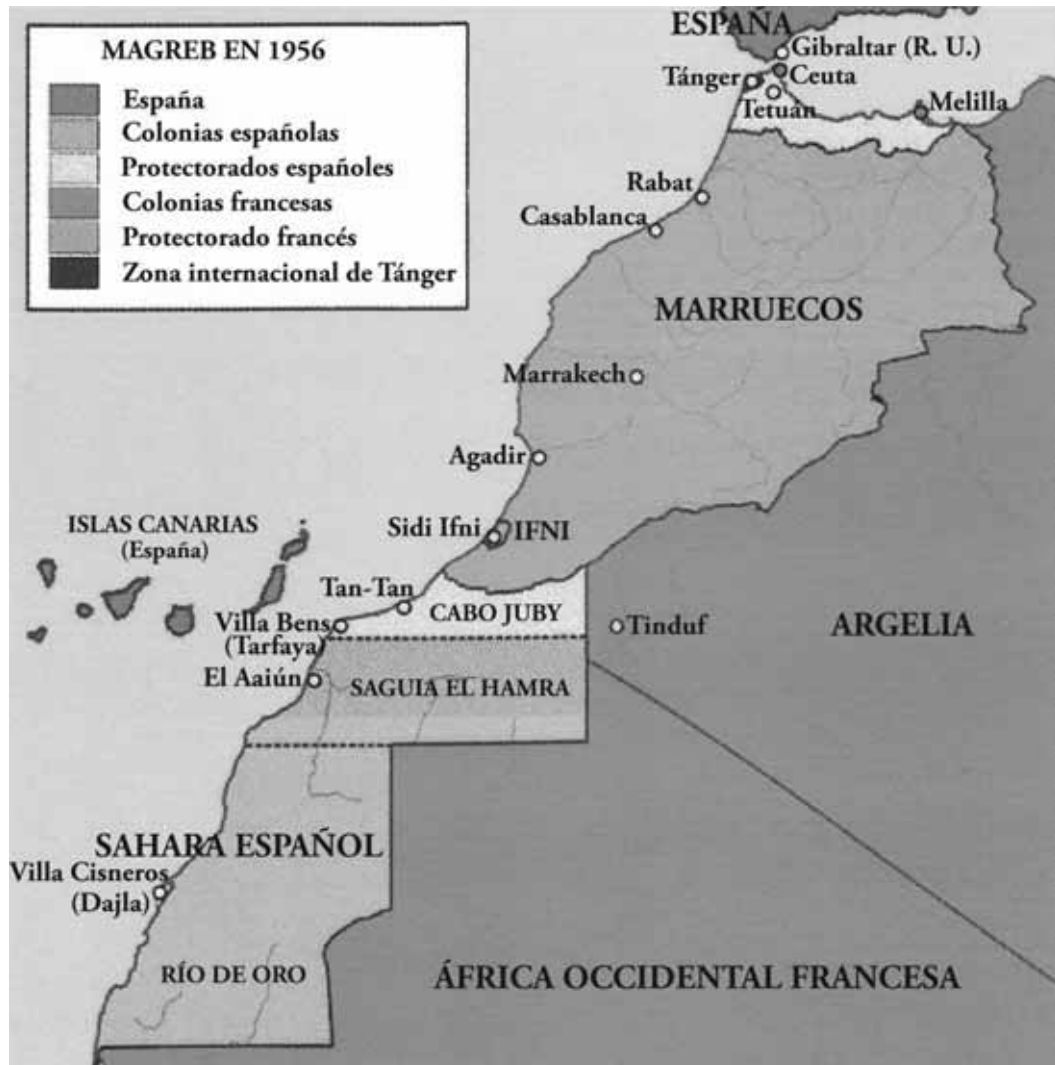 MAGREB EN 1956
España
Colonias españolas
Protectorados españoles
Colonias francesas
Protectorado francés
Zona internacional de Tánger
ESPAÑA
Gibraltar (R. U.)
Ceuta
Tánger
Tetuán
Melilla
Rabat
Casablanca
MARRUECOS
Marrakech
Agadir
ISLAS CANARIAS
(España)
Sidi Ifni
IFNI
Tan-Tan
CABO JUBY
Villa Bens
(Tarfaya)
Tinduf
ARGELIA
El Aaiún
SAGUIA EL HAMRA
SAHARA ESPAÑOL
Villa Cisneros
(Dajla)
RÍO DE ORO
ÁFRICA OCCIDENTAL FRANCESA